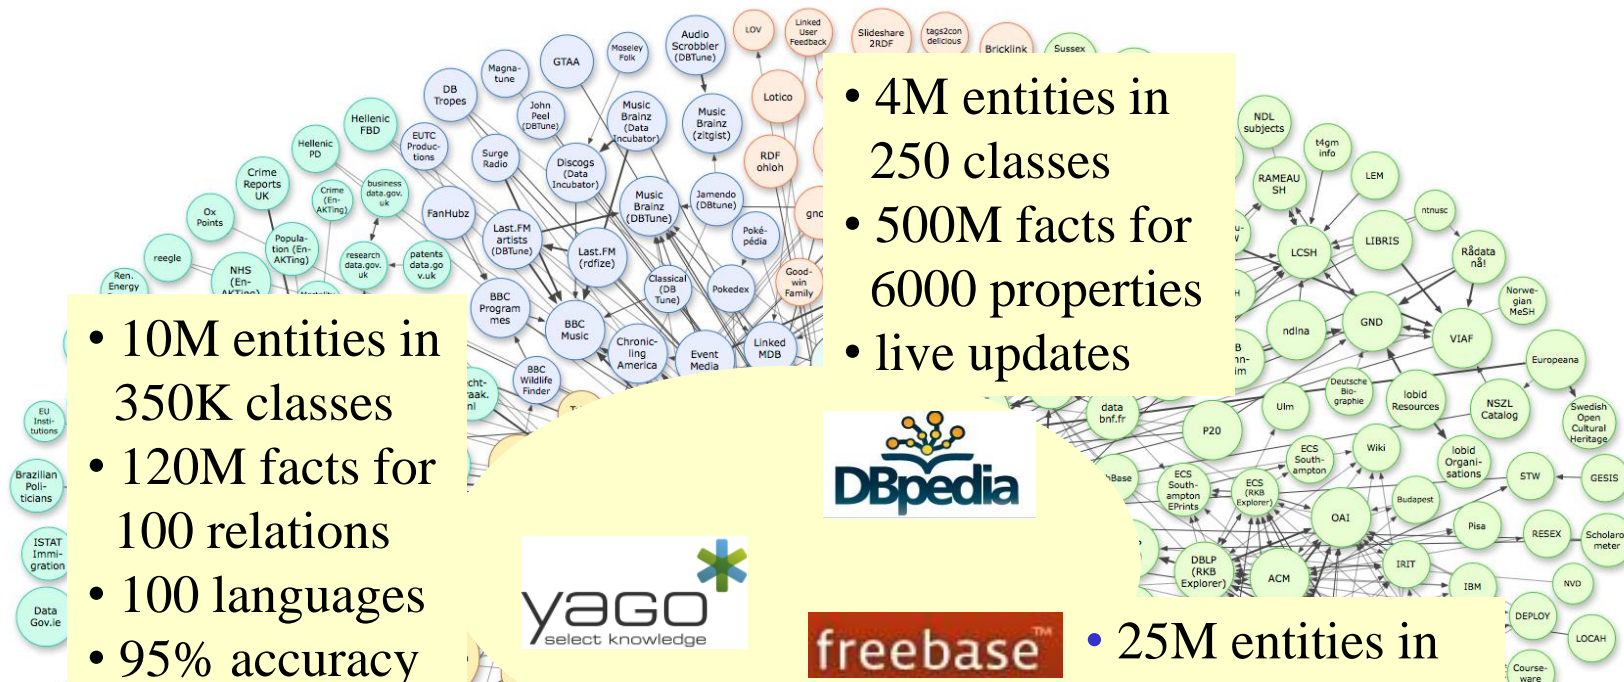 LOV
Linked
User
Feedback
Slideshare
2RDF
tags2con
delicious
Bricklink
Sussex
Audio
Scrobbler
(DBTune)
Moseley
Folk
GTAA
Magna-
tune
DB
Tropes
John
Peel
(DBTune)
Music
Brainz
(Data
Incubator)
Music
Brainz
(zitgist)
Lotico
Hellenic
FBD
EUTC
Produc-
tions
Surge
Radio
Discogs
(Data
Incubator)
RDF
ohloh
Hellenic
PD
Crime
Reports
UK
Crime
(En-
AKTing)
business
data.gov.
uk
FanHubz
Music
Brainz
(DBTune)
Jamendo
(DBtune)
Ox
Points
Popula-
tion (En-
AKTing)
research
data.gov.
uk
patents
data.go
v.uk
Last.FM
artists
(DBTune)
Last.FM
(rdfize)
Poké-
pédia
reegle
Ren.
Energy
NHS
(En-
AKTing)
BBC
Program
mes
Classical
(DB
Tune)
Pokedex
Good-
win
Family
BBC
Music
Chronic-
ling
America
Event
Media
Linked
MDB
BBC
Wildlife
Finder
• 4M entities in
250 classes
• 500M facts for
6000 properties
• live updates
NDL
subjects
t4gm
info
RAMEAU
SH
LEM
ntnusc
LCSH
LIBRIS
Rådata
nå!
Norwe-
gian
MeSH
ndlna
GND
VIAF
Europeana
• 10M entities in
350K classes
• 120M facts for
100 relations
• 100 languages
• 95% accuracy
EU
Insti-
tutions
Brazilian
Poli-
ticians
ISTAT
Immi-
gration
Data
Gov.ie
DBpedia
yago
select knowledge
freebase™
data
bnf.fr
P20
Ulm
Deutsche
Bio-
graphie
lobid
Resources
NSZL
Catalog
Swedish
Open
Cultural
Heritage
ECS
South-
ampton
EPrints
ECS
South-
ampton
Wiki
lobid
Organi-
sations
STW
GESIS
ECS
(RKB
Explorer)
Budapest
OAI
Pisa
RESEX
Scholaro
meter
DBLP
(RKB
Explorer)
ACM
IRIT
IBM
NVD
DEPLOY
LOCAH
Course-
ware
• 25M entities in